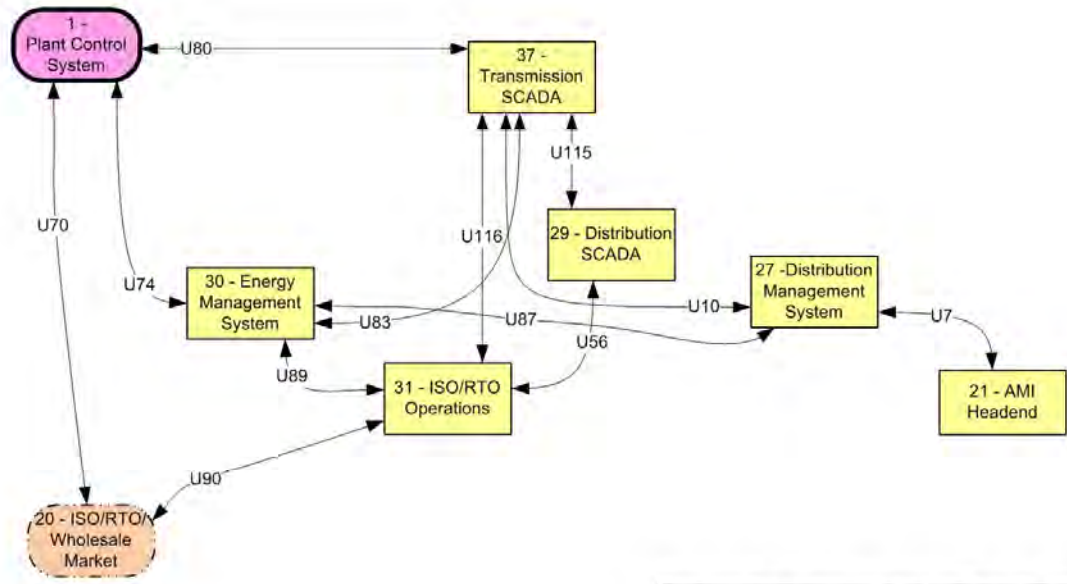 1 -
Plant Control
System
U80
37 -
Transmission
SCADA
U115
U70
U116
29 - Distribution
SCADA
U74
30 - Energy
Management
System
U83
U87
U10
27 -Distribution
Management
System
U7
U56
U89
31 - ISO/RTO
Operations
21 - AMI
Headend
U90
20 - ISO/RTO/
Wholesale
Market